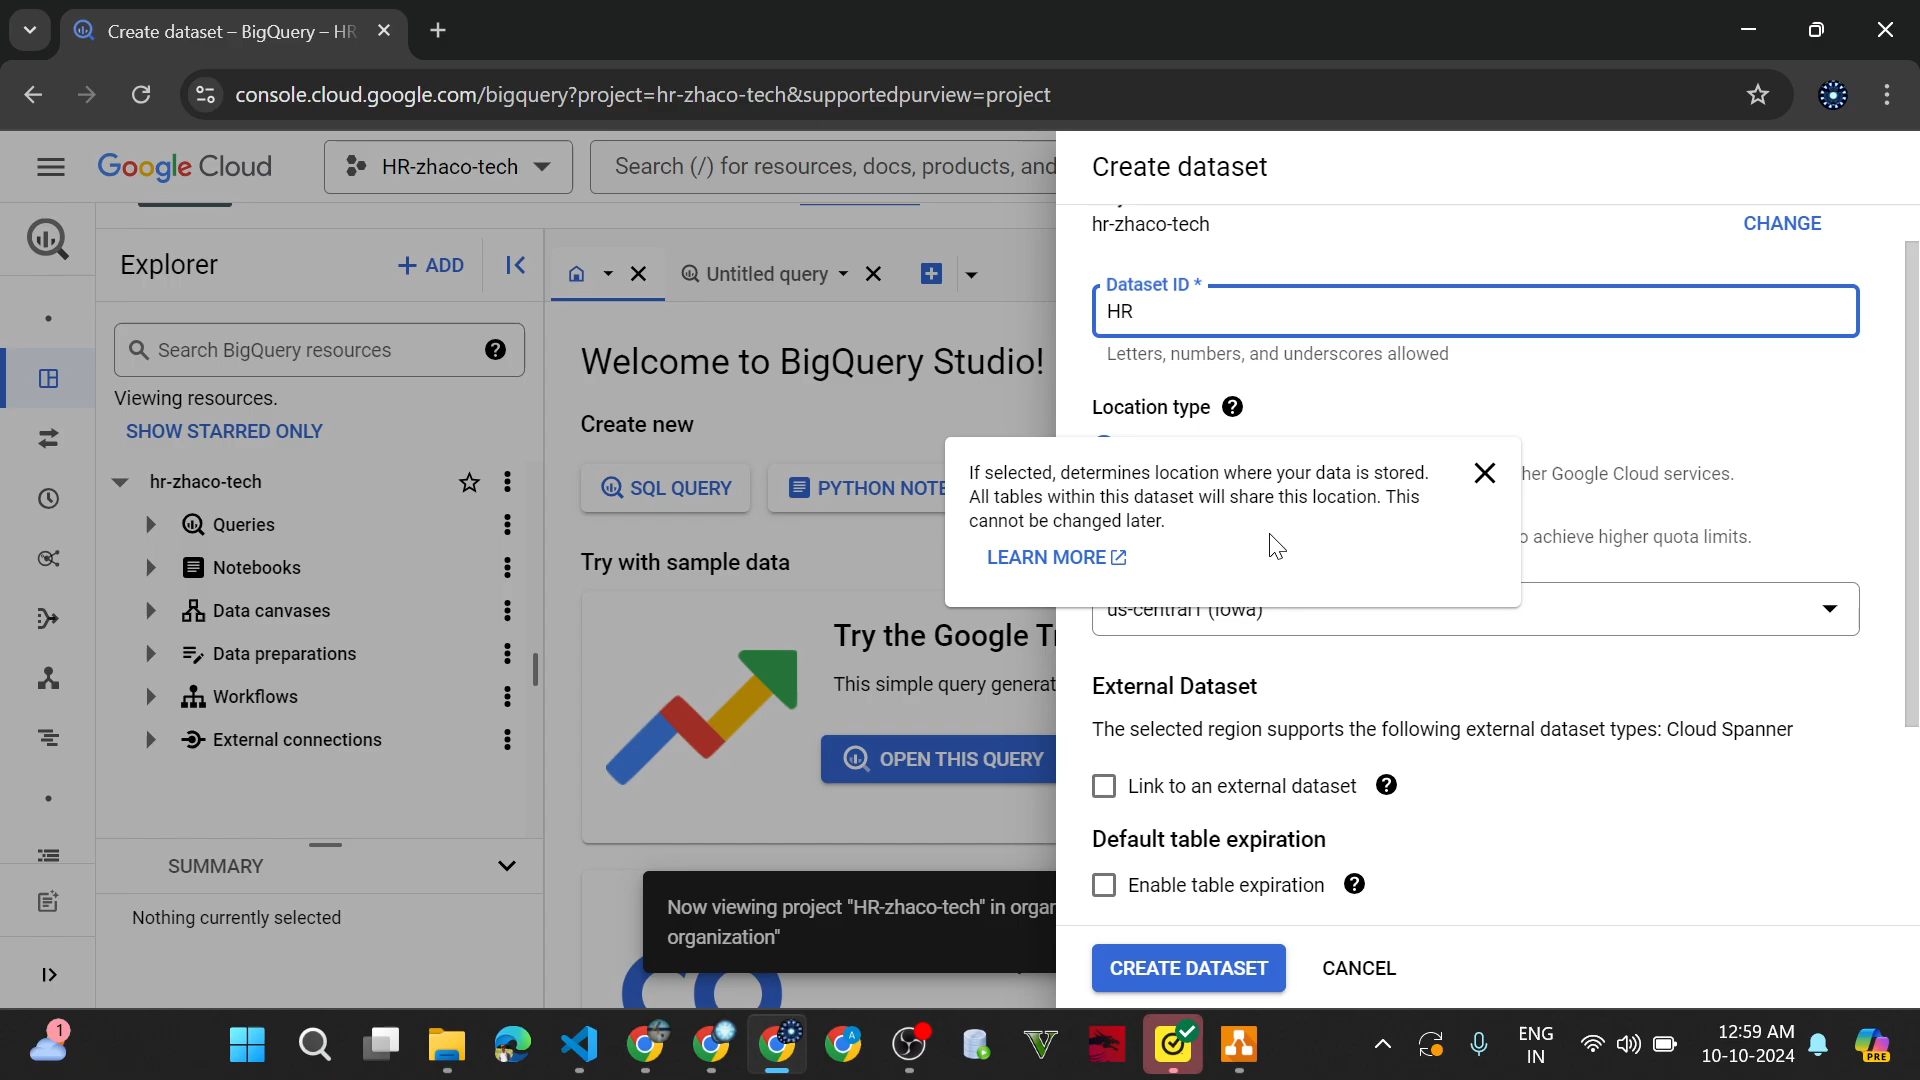 Create dataset – BigQuery – HR
console.cloud.google.com/bigquery?project=hr-zhaco-tech&supportedpurview=project
Google Cloud
HR-zhaco-tech
Search (/) for resources, docs, products, and
Explorer
+ ADD
Search BigQuery resources
Viewing resources.
SHOW STARRED ONLY
hr-zhaco-tech
Queries
Notebooks
Data canvases
Data preparations
Workflows
External connections
SUMMARY
Nothing currently selected
Untitled query
Welcome to BigQuery Studio!
Create new
SQL QUERY
PYTHON NOTE
Try with sample data
Try the Google
This simple query
OPEN THIS QUERY
Now viewing project "HR-zhaco-tech" in
organization"
Create dataset
hr-zhaco-tech
CHANGE
Dataset ID *
HR
Letters, numbers, and underscores allowed
Location type
If selected, determines location where your data is stored.
All tables within this dataset will share this location. This
cannot be changed later.
LEARN MORE
Google Cloud services.
achieve higher quota limits.
us-central1 (Iowa)
External Dataset
The selected region supports the following external dataset types: Cloud Spanner
Link to an external dataset
Default table expiration
Enable table expiration
CREATE DATASET
CANCEL
1
ENG
IN
12:59 AM
10-10-2024
PRE